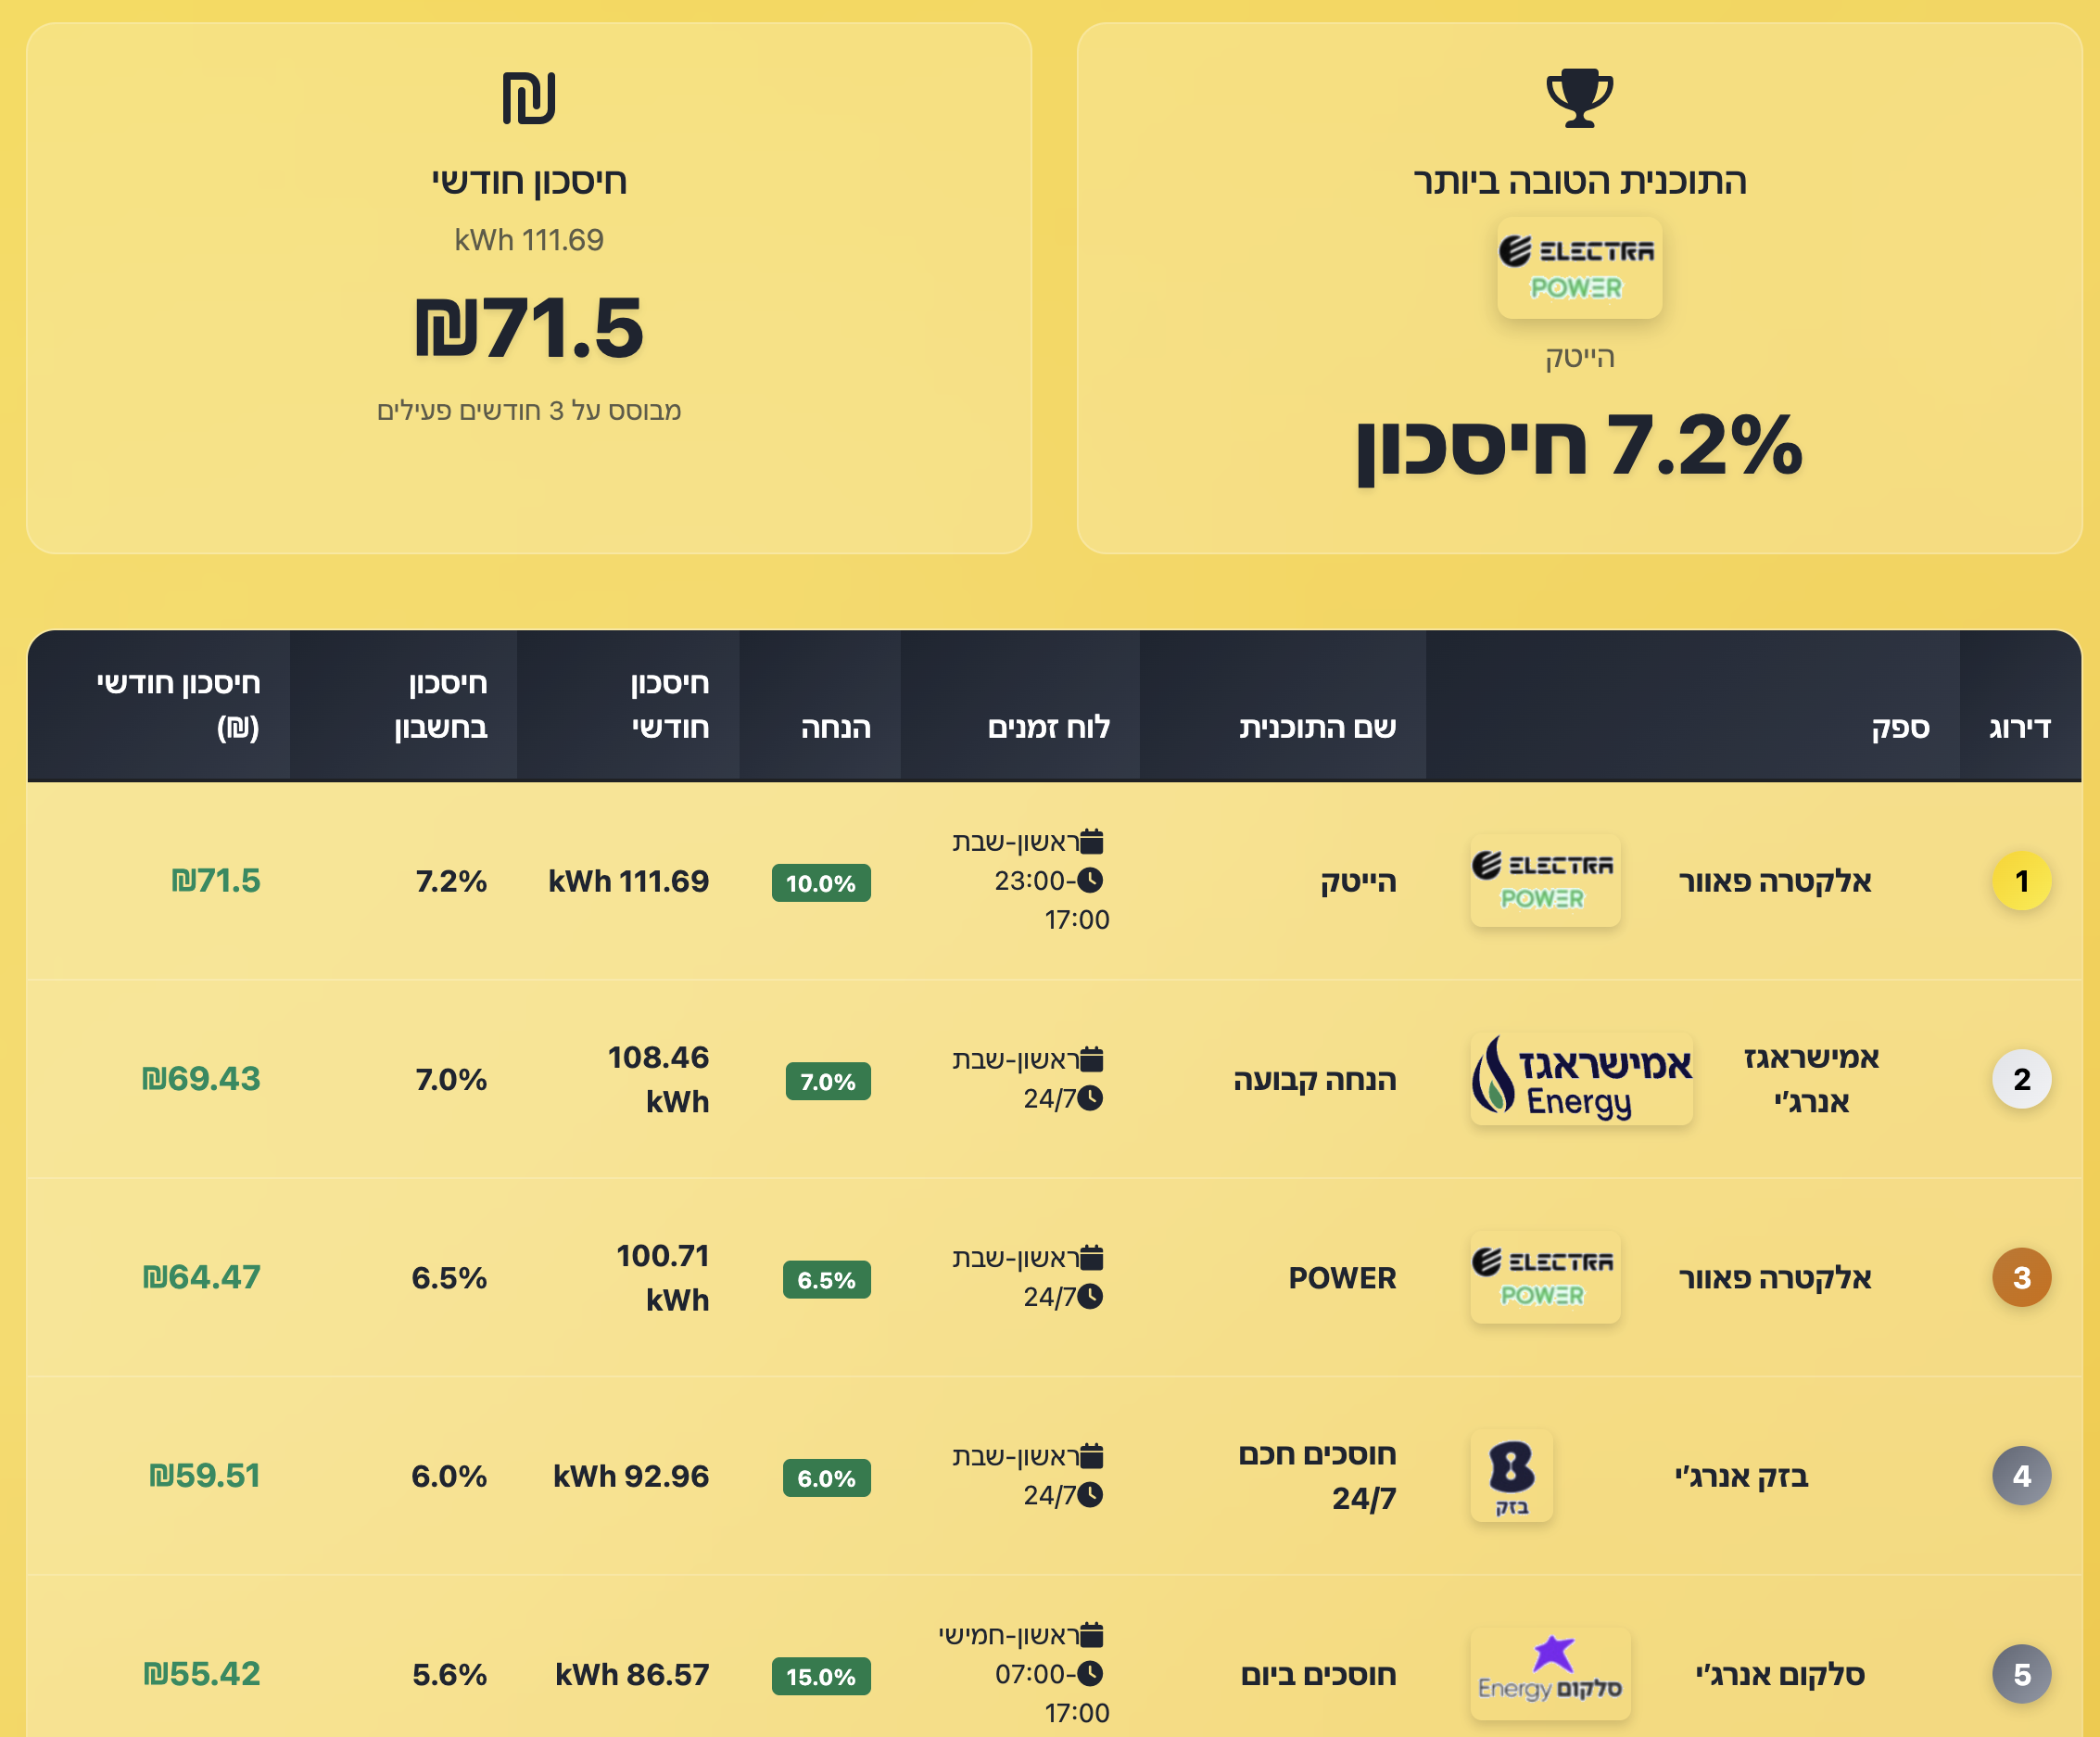 התוכנית הטובה ביותר
ELECTRA
POWER
הייטק
7.2% חיסכון
₪
חיסכון חודשי
111.69 kWh
₪71.5
מבוסס על 3 חודשים פעילים
דירוג ספק שם התוכנית לוח זמנים הנחה חיסכון חודשי חיסכון בחשבון חיסכון חודשי (₪)
1 אלקטרה פאוור ELECTRA POWER הייטק ראשון-שבת 23:00-17:00 10.0% 111.69 kWh 7.2% ₪71.5
2 אמישראגז אנרג'י אמישראגז Energy הנחה קבועה ראשון-שבת 24/7 7.0% 108.46 kWh 7.0% ₪69.43
3 אלקטרה פאוור ELECTRA POWER POWER ראשון-שבת 24/7 6.5% 100.71 kWh 6.5% ₪64.47
4 בזק אנרג'י בזק חוסכים חכם 24/7 ראשון-שבת 24/7 6.0% 92.96 kWh 6.0% ₪59.51
5 סלקום אנרג'י סלקום Energy חוסכים ביום ראשון-חמישי 07:00-17:00 15.0% 86.57 kWh 5.6% ₪55.42